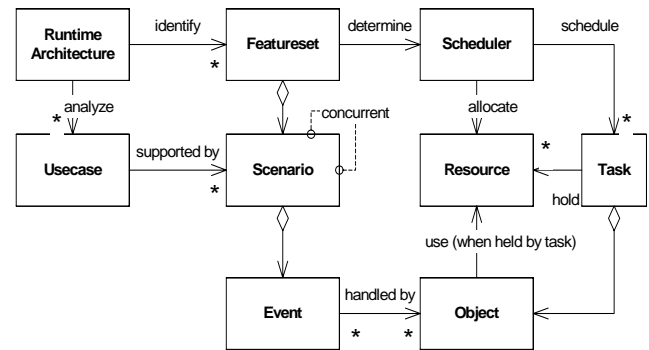 identify
determine
schedule
Runtime
Architecture
Featureset
Scheduler
*
analyze
concurrent
allocate
*
*
Usecase
supported by
Scenario
Resource
*
Task
*
hold
use (when held by task)
Event
handled by
Object
*
*